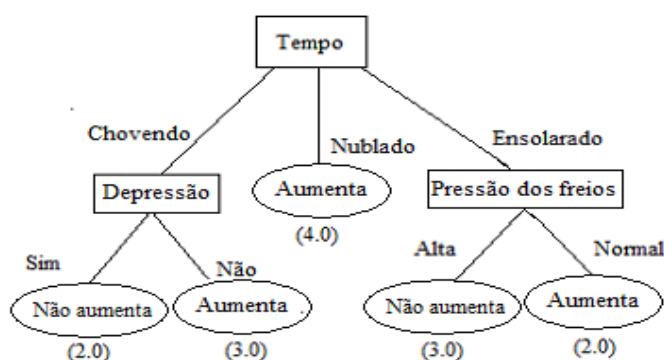 Tempo
Chovendo
Nublado
Ensolarado
Depressão
Aumenta
Pressão dos freios
(4.0)
Sim
Não
Alta
Normal
Não aumenta
Aumenta
Não aumenta
Aumenta
(2.0)
(3.0)
(3.0)
(2.0)